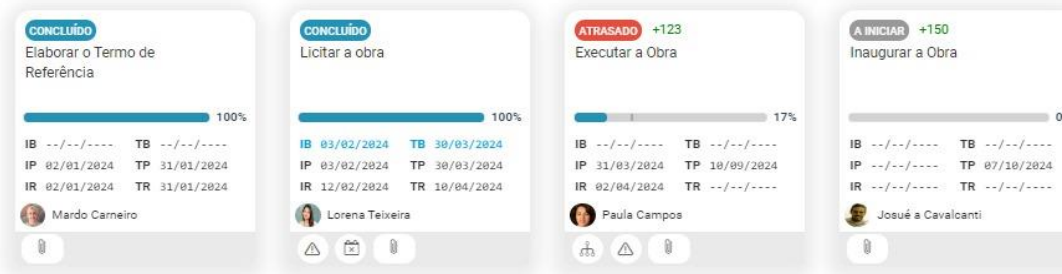 CONCLUÍDO
Elaborar o Termo de
Referência
100%
IB --/--/---- TB --/--/----
IP 02/01/2024 TP 31/01/2024
IR 02/01/2024 TR 31/01/2024
Mardo Carneiro
CONCLUÍDO
Licitar a obra
100%
IB 03/02/2024 TB 30/03/2024
IP 03/02/2024 TP 30/03/2024
IR 12/02/2024 TR 10/04/2024
Lorena Teixeira
ATRASADO +123
Executar a Obra
17%
IB --/--/---- TB --/--/----
IP 31/03/2024 TP 10/09/2024
IR 02/04/2024 TR --/--/----
Paula Campos
A INICIAR +150
Inaugurar a Obra
0
IB --/--/---- TB --/--/----
IP --/--/---- TP 07/10/2024
IR --/--/---- TR --/--/----
Josué a Cavalcanti